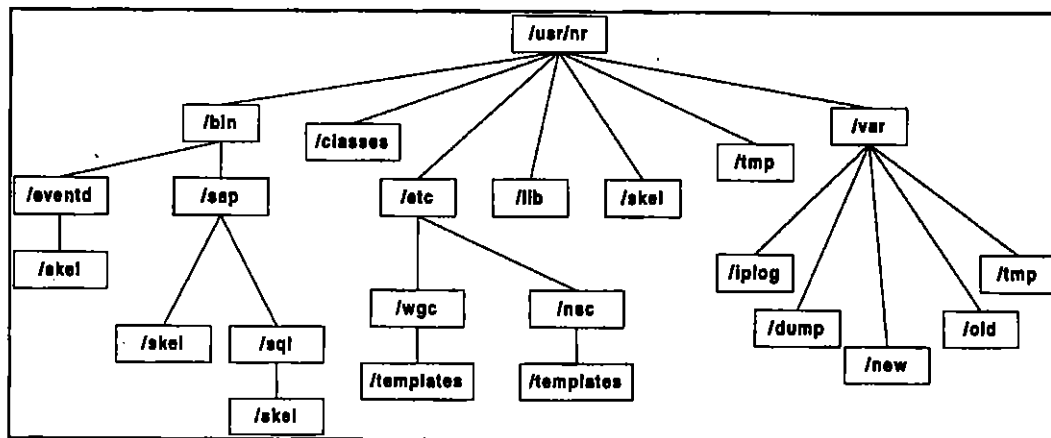 /usr/nr
/bin
/classes
/var
/tmp
/eventd
/sap
/etc
/lib
/skel
/skel
/iplog
/tmp
/wgc
/nsc
/dump
/old
/skel
/sql
/new
/templates
/templates
/skel